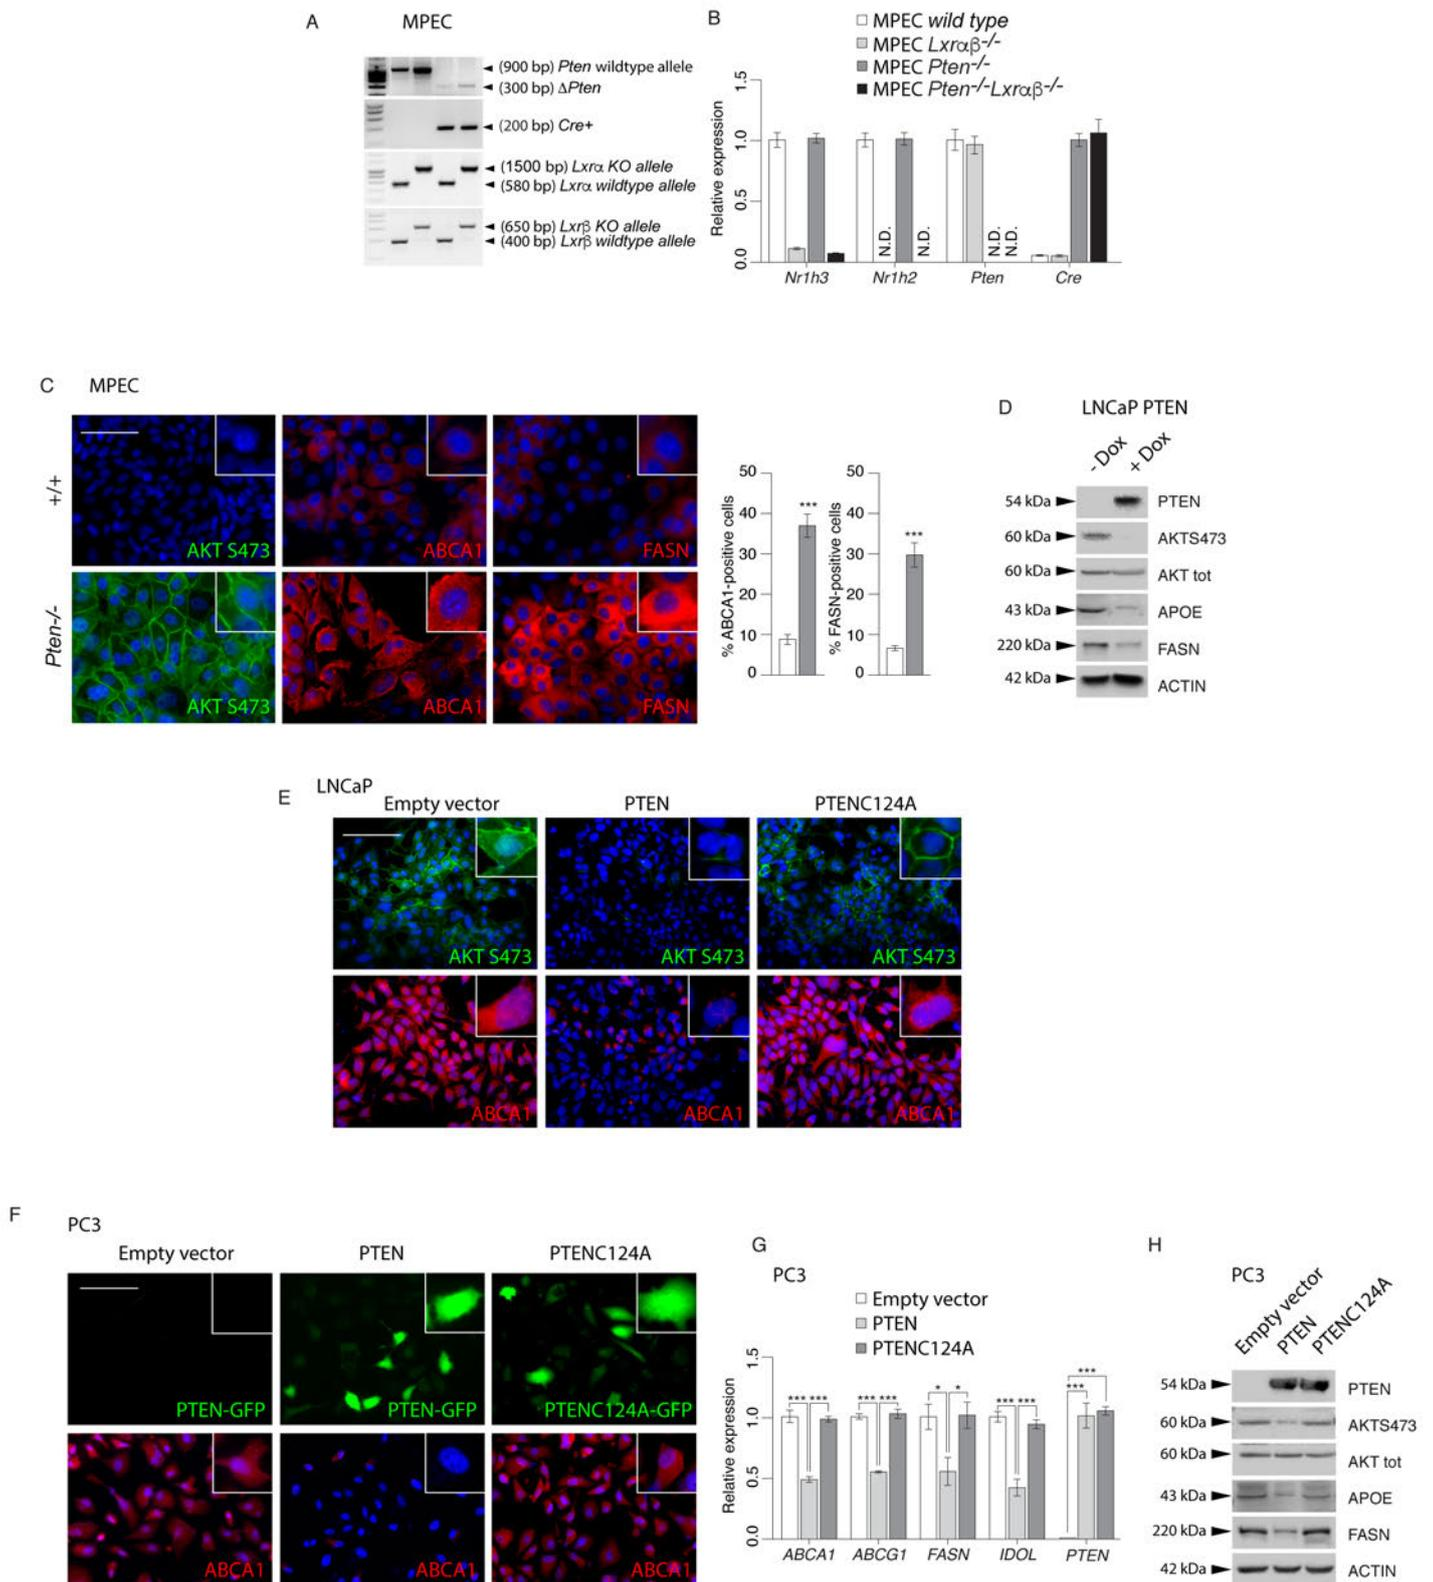 A
MPEC
(900 bp) Pten wildtype allele
(300 bp) ΔPten
(200 bp) Cre+
(1500 bp) Lxrα KO allele
(580 bp) Lxrα wildtype allele
(650 bp) Lxrβ KO allele
(400 bp) Lxrβ wildtype allele
B
MPEC wild type
MPEC Lxrαβ-/-
MPEC Pten-/-
MPEC Pten-/-Lxrαβ-/-
Relative expression
1.5
1.0
0.5
0.0
N.D.
N.D.
N.D.
N.D.
Nr1h3
Nr1h2
Pten
Cre
C
MPEC
+/+
AKT S473
ABCA1
FASN
Pten-/-
AKT S473
ABCA1
FASN
% ABCA1-positive cells
50
40
30
20
10
0
***
% FASN-positive cells
50
40
30
20
10
0
***
D
LNCaP PTEN
- Dox
+ Dox
54 kDa PTEN
60 kDa AKTS473
60 kDa AKT tot
43 kDa APOE
220 kDa FASN
42 kDa ACTIN
E
LNCaP
Empty vector
PTEN
PTENC124A
AKT S473
AKT S473
AKT S473
ABCA1
ABCA1
ABCA1
F
PC3
Empty vector
PTEN
PTENC124A
PTEN-GFP
PTEN-GFP
PTENC124A-GFP
ABCA1
ABCA1
ABCA1
G
PC3
Empty vector
PTEN
PTENC124A
Relative expression
1.5
1.0
0.5
0.0
*** ***
*** ***
* *
*** ***
***
***
ABCA1
ABCG1
FASN
IDOL
PTEN
H
PC3
Empty vector
PTEN
PTENC124A
54 kDa PTEN
60 kDa AKTS473
60 kDa AKT tot
43 kDa APOE
220 kDa FASN
42 kDa ACTIN